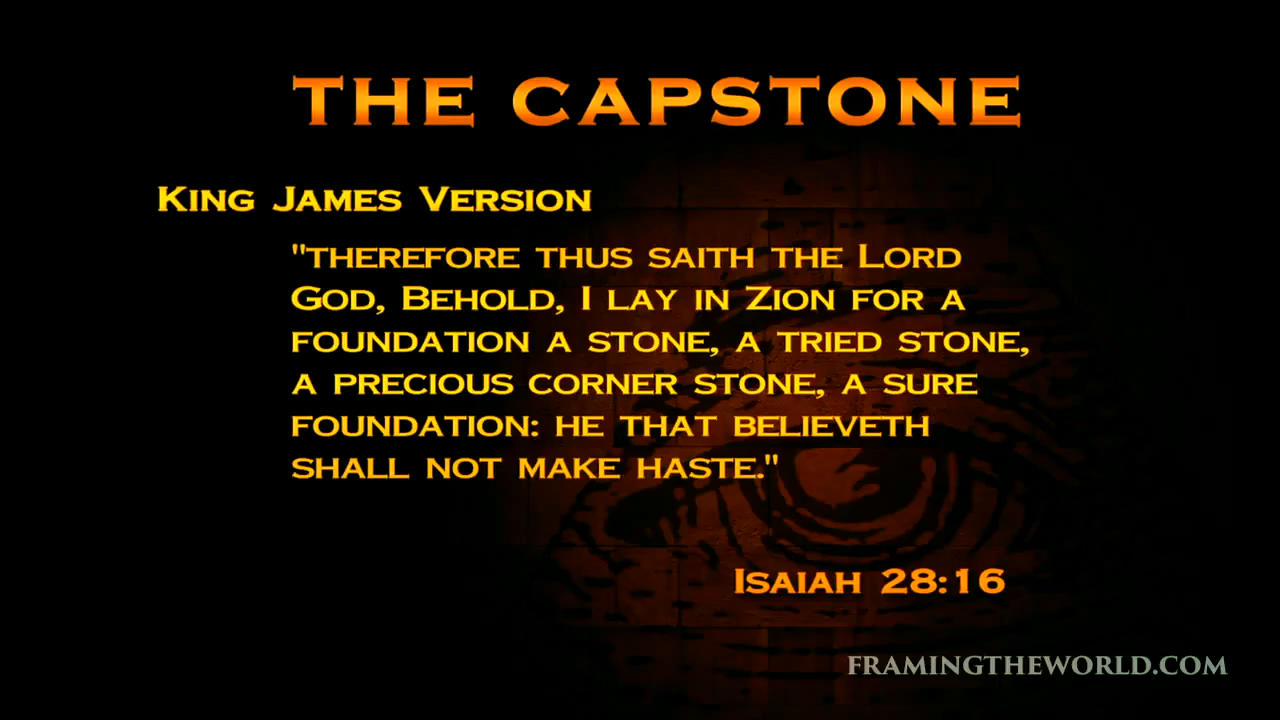 THE CAPSTONE
KING JAMES VERSION
"THEREFORE THUS SAITH THE LORD
GOD, BEHOLD, I LAY IN ZION FOR A
FOUNDATION A STONE, A TRIED STONE,
A PRECIOUS CORNER STONE, A SURE
FOUNDATION: HE THAT BELIEVETH
SHALL NOT MAKE HASTE."
ISAIAH 28:16
FRAMINGTHEWORLD.COM